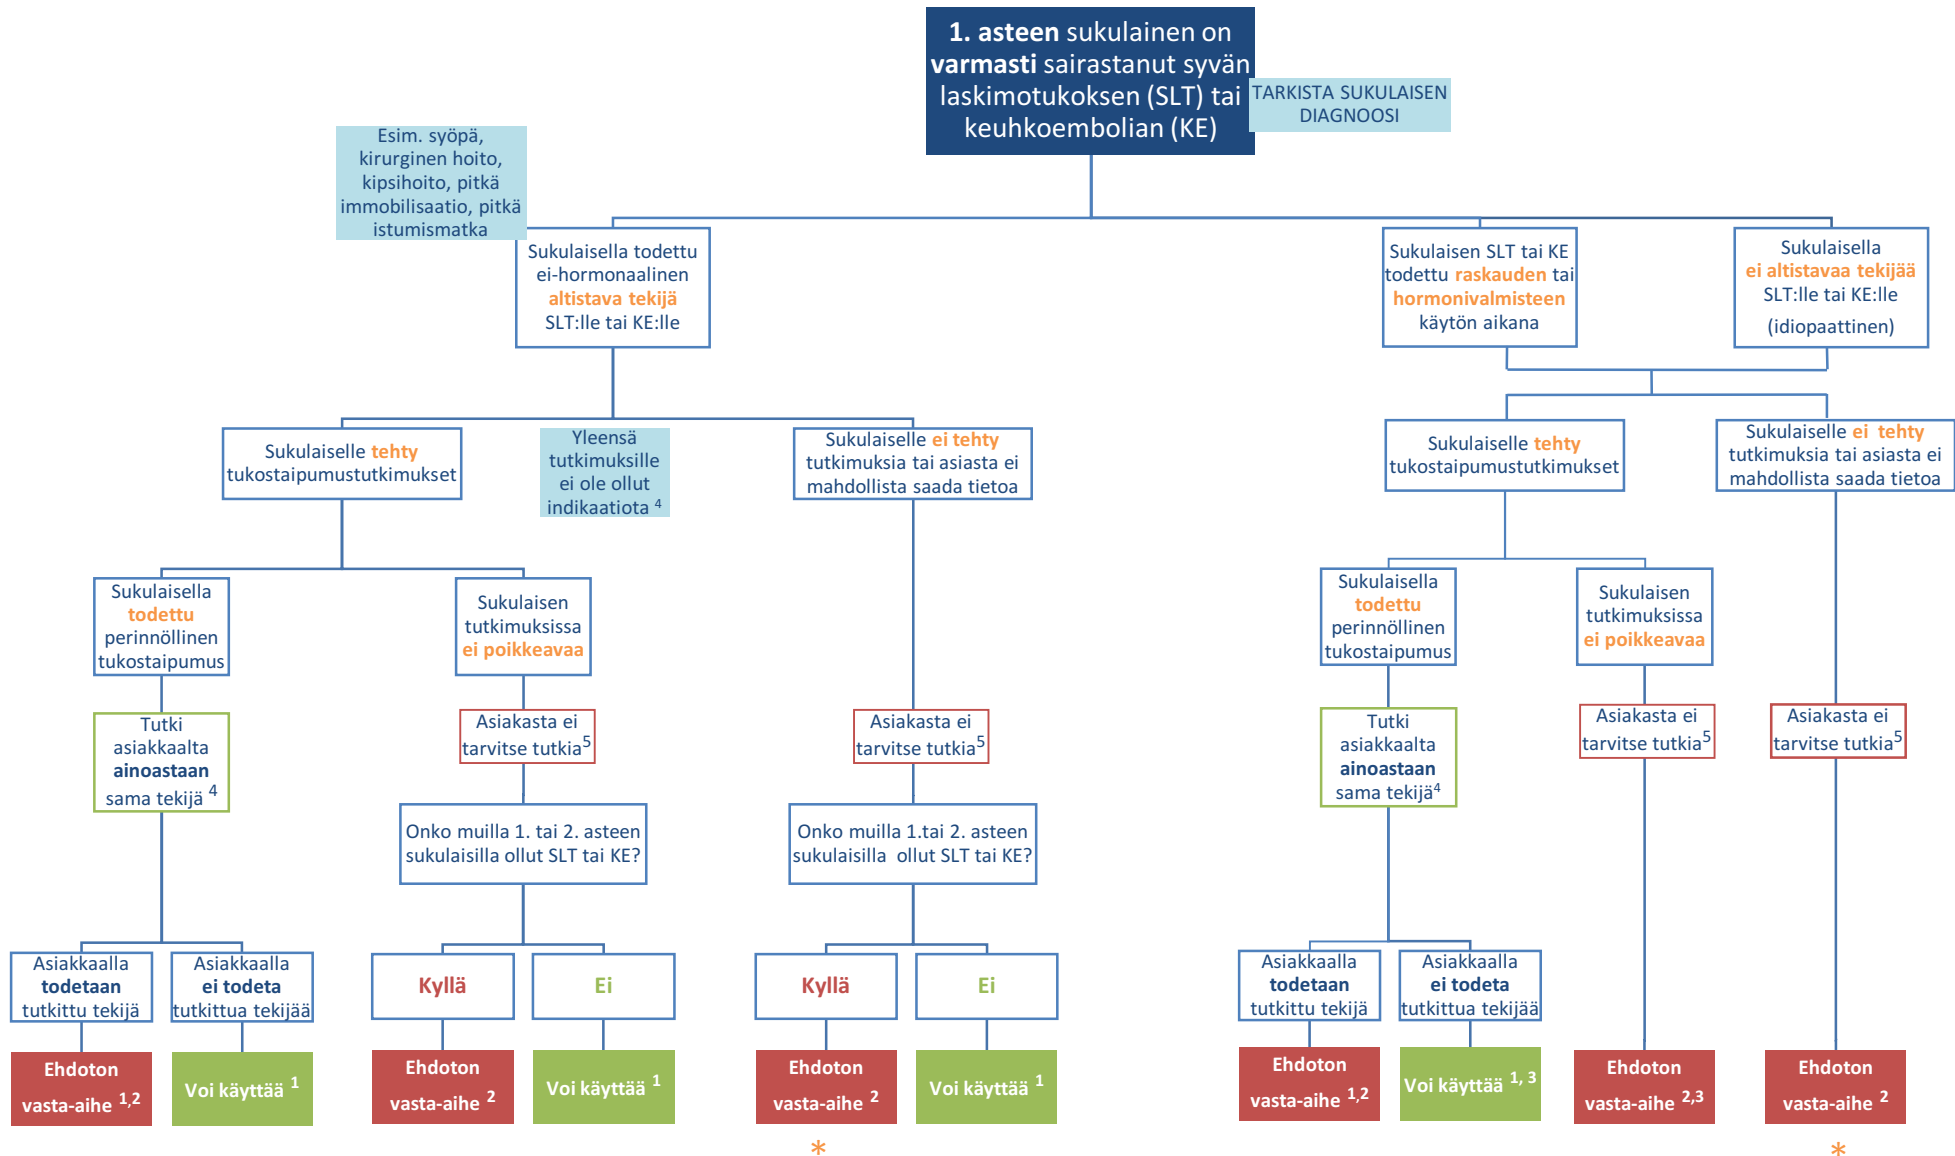 1. asteen sukulainen on
varmasti sairastanut syvän
laskimotukoksen (SLT) tai
keuhkoembolian (KE)
TARKISTA SUKULAISEN
DIAGNOOSI
Esim. syöpä,
kirurginen hoito,
kipsihoito, pitkä
immobilisaatio, pitkä
istumismatka
Sukulaisella todettu
ei-hormonaalinen
altistava tekijä
SLT:lle tai KE:lle
Sukulaisen SLT tai KE
todettu raskauden tai
hormonivalmisteen
käytön aikana
Sukulaisella
ei altistavaa tekijää
SLT:lle tai KE:lle
(idiopaattinen)
Sukulaiselle tehty
tukostaipumustutkimukset
Yleensä
tutkimuksille
ei ole ollut
indikaatiota 4
Sukulaiselle ei tehty
tutkimuksia tai asiasta ei
mahdollista saada tietoa
Sukulaiselle tehty
tukostaipumustutkimukset
Sukulaiselle ei tehty
tutkimuksia tai asiasta ei
mahdollista saada tietoa
Sukulaisella
todettu
perinnöllinen
tukostaipumus
Sukulaisen
tutkimuksissa
ei poikkeavaa
Sukulaisella
todettu
perinnöllinen
tukostaipumus
Sukulaisen
tutkimuksissa
ei poikkeavaa
Tutki
asiakkaalta
ainoastaan
sama tekijä 4
Asiakasta ei
tarvitse tutkia5
Asiakasta ei
tarvitse tutkia5
Tutki
asiakkaalta
ainoastaan
sama tekijä4
Asiakasta ei
tarvitse tutkia5
Asiakasta ei
tarvitse tutkia5
Onko muilla 1. tai 2. asteen
sukulaisilla ollut SLT tai KE?
Onko muilla 1.tai 2. asteen
sukulaisilla ollut SLT tai KE?
Asiakkaalla
todetaan
tutkittu tekijä
Asiakkaalla
ei todeta
tutkittua tekijää
Kyllä
Ei
Kyllä
Ei
Asiakkaalla
todetaan
tutkittu tekijä
Asiakkaalla
ei todeta
tutkittua tekijää
Ehdoton
vasta-aihe 1,2
Voi käyttää 1
Ehdoton
vasta-aihe 2
Voi käyttää 1
Ehdoton
vasta-aihe 2
Voi käyttää 1
Ehdoton
vasta-aihe 1,2
Voi käyttää 1, 3
Ehdoton
vasta-aihe 2,3
Ehdoton
vasta-aihe 2
*
*